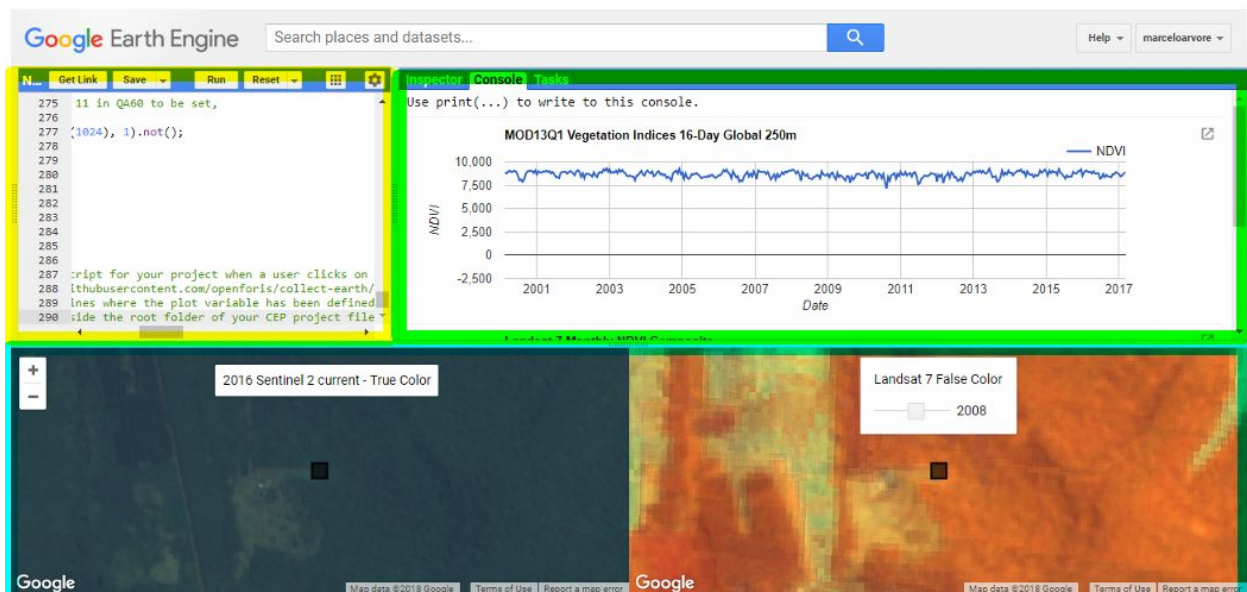 Google Earth Engine
Search places and datasets...
Help
marceloarvore
N...
Get Link
Save
Run
Reset
275 11 in QA60 to be set,
276
277 (1024), 1).not();
278
279
280
281
282
283
284
285
286
287 cript for your project when a user clicks on
288 ithubusercontent.com/openforis/collect-earth/
289 ines where the plot variable has been defined
290 side the root folder of your CEP project file
Inspector Console Tasks
Use print(...) to write to this console.
MOD13Q1 Vegetation Indices 16-Day Global 250m
NDVI
10,000
7,500
5,000
2,500
0
-2,500
NDVI
2001 2003 2005 2007 2009 2011 2013 2015 2017
Date
Landsat 7 Monthly NDVI Composite
+
−
2016 Sentinel 2 current - True Color
Google
Map data ©2018 Google Terms of Use Report a map error
Landsat 7 False Color
2008
Google
Map data ©2018 Google Terms of Use Report a map error